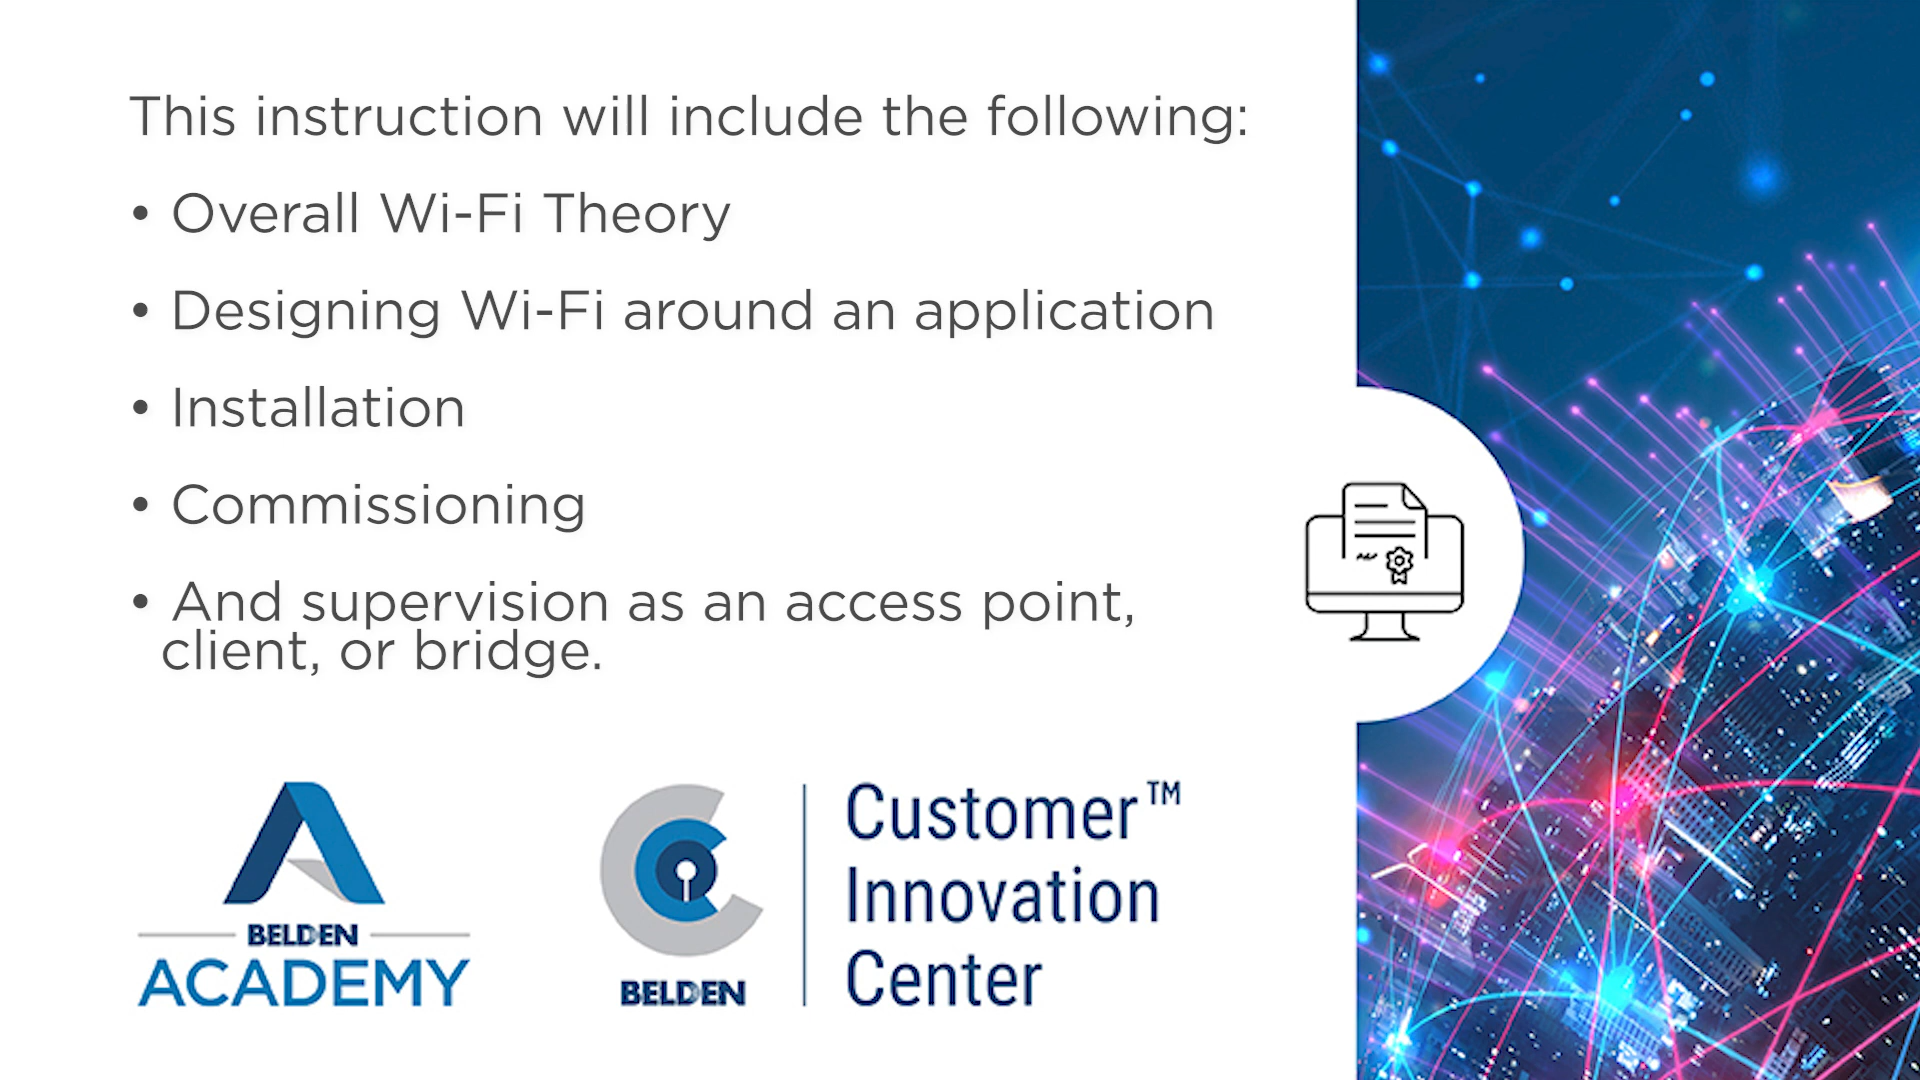 This instruction will include the following:
• Overall Wi-Fi Theory
• Designing Wi-Fi around an application
• Installation
• Commissioning
• And supervision as an access point,
client, or bridge.
BELDEN
ACADEMY
BELDEN
Customer™
Innovation
Center